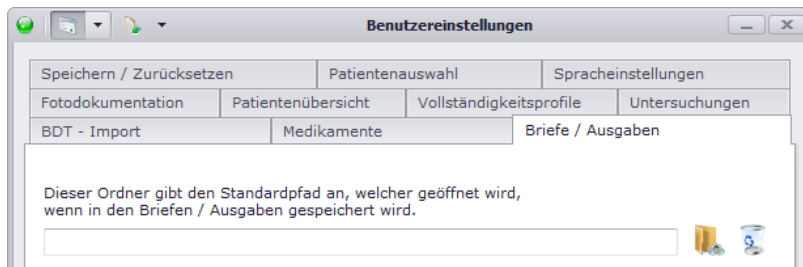 Benutzereinstellungen
Speichern / Zurücksetzen Patientenauswahl Spracheinstellungen
Fotodokumentation Patientenübersicht Vollständigkeitsprofile Untersuchungen
BDT - Import Medikamente Briefe / Ausgaben
Dieser Ordner gibt den Standardpfad an, welcher geöffnet wird,
wenn in den Briefen / Ausgaben gespeichert wird.